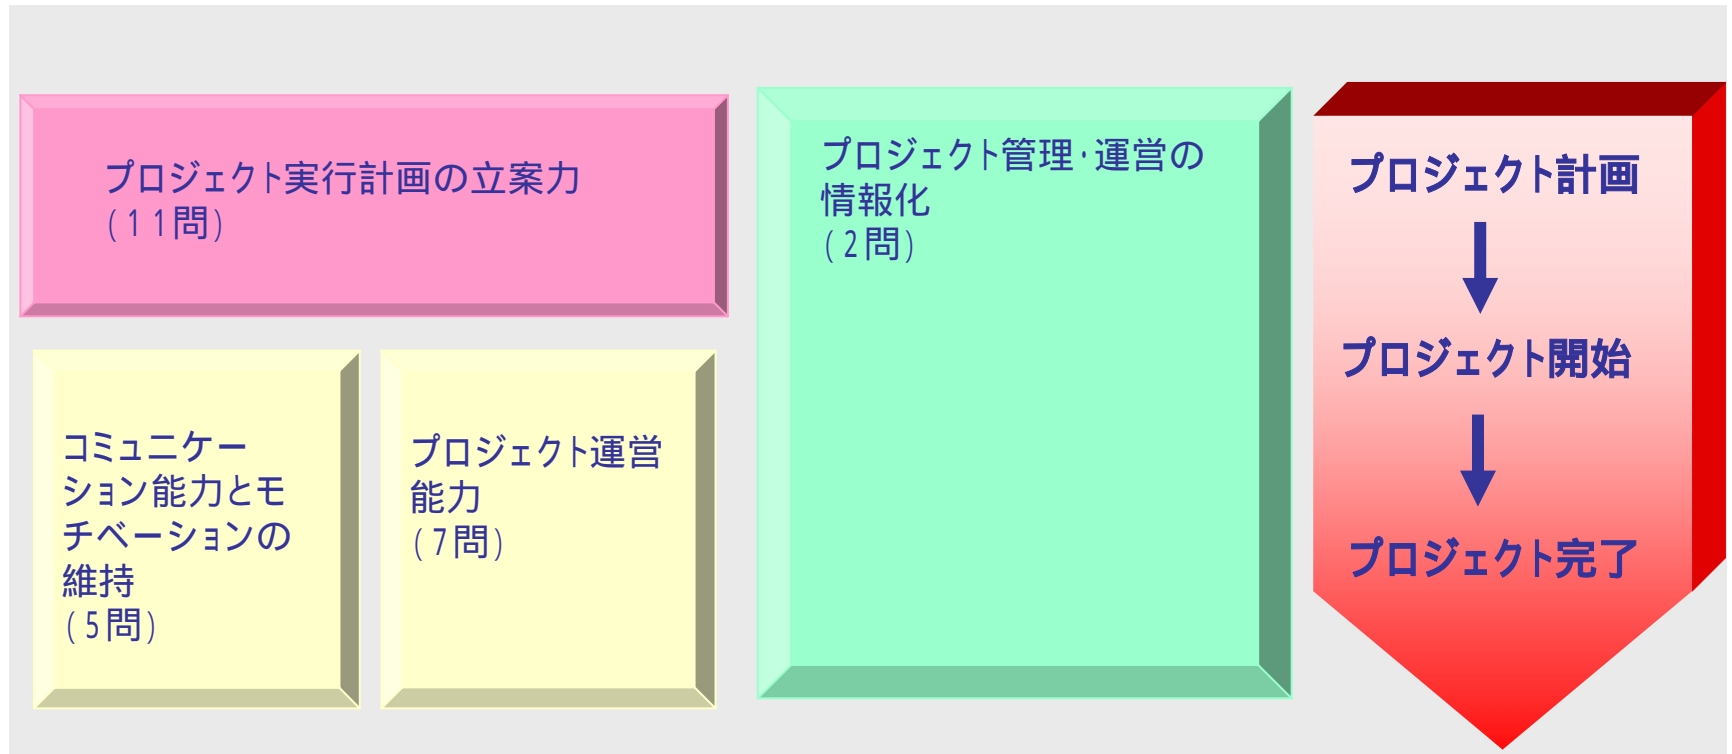 プロジェクト実行計画の立案力
(11問)
コミュニケー
ション能力とモ
チベーションの
維持
(5問)
プロジェクト運営
能力
(7問)
プロジェクト管理・運営の
情報化
(2問)
プロジェクト計画
プロジェクト開始
プロジェクト完了